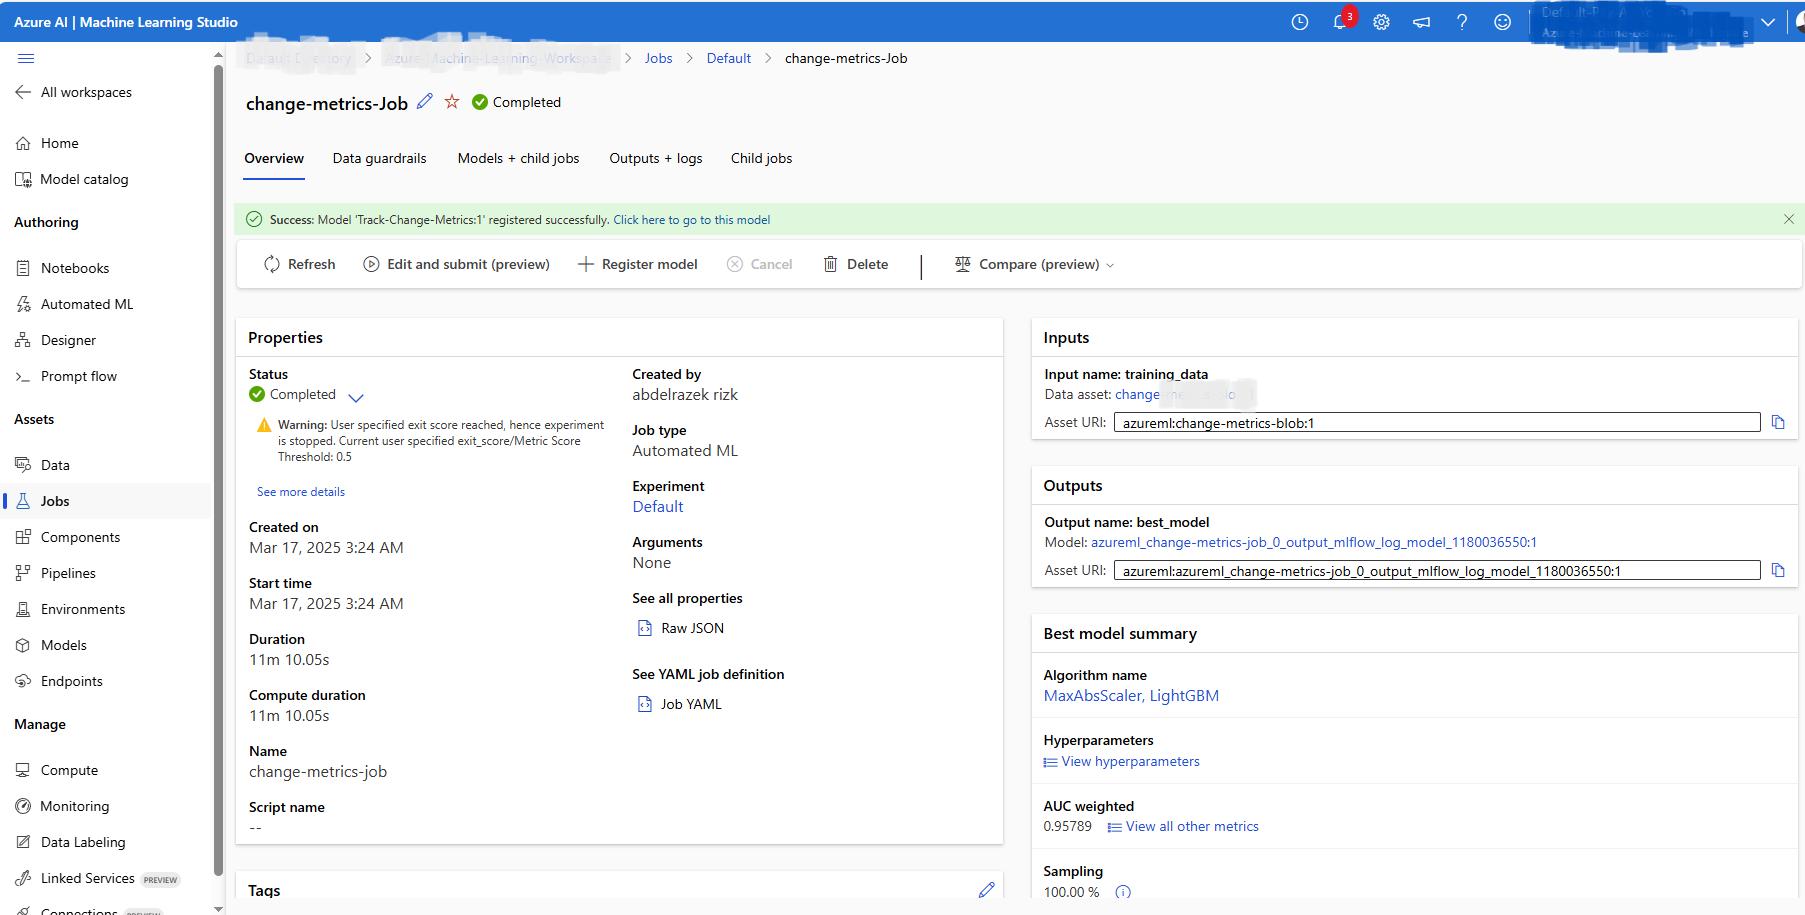 Azure AI | Machine Learning Studio
3
Jobs > Default > change-metrics-Job
All workspaces
change-metrics-Job Completed
Home
Model catalog
Overview Data guardrails Models + child jobs Outputs + logs Child jobs
Authoring
Success: Model 'Track-Change-Metrics:1' registered successfully. Click here to go to this model
Notebooks
Automated ML
Designer
Prompt flow
Assets
Data
Jobs
Components
Pipelines
Environments
Models
Endpoints
Manage
Compute
Monitoring
Data Labeling
Linked Services PREVIEW
Connections PREVIEW
Refresh Edit and submit (preview) Register model Cancel Delete Compare (preview)
Properties
Status
Completed
Warning: User specified exit score reached, hence experiment
is stopped. Current user specified exit_score/Metric Score
Threshold: 0.5
See more details
Created on
Mar 17, 2025 3:24 AM
Start time
Mar 17, 2025 3:24 AM
Duration
11m 10.05s
Compute duration
11m 10.05s
Name
change-metrics-job
Script name
--
Created by
abdelrazek rizk
Job type
Automated ML
Experiment
Default
Arguments
None
See all properties
Raw JSON
See YAML job definition
Job YAML
Tags
Inputs
Input name: training_data
Data asset: change-
Asset URI: azureml:change-metrics-blob:1
Outputs
Output name: best_model
Model: azureml_change-metrics-job_0_output_mlflow_log_model_1180036550:1
Asset URI: azureml:azureml_change-metrics-job_0_output_mlflow_log_model_1180036550:1
Best model summary
Algorithm name
MaxAbsScaler, LightGBM
Hyperparameters
View hyperparameters
AUC weighted
0.95789 View all other metrics
Sampling
100.00 %